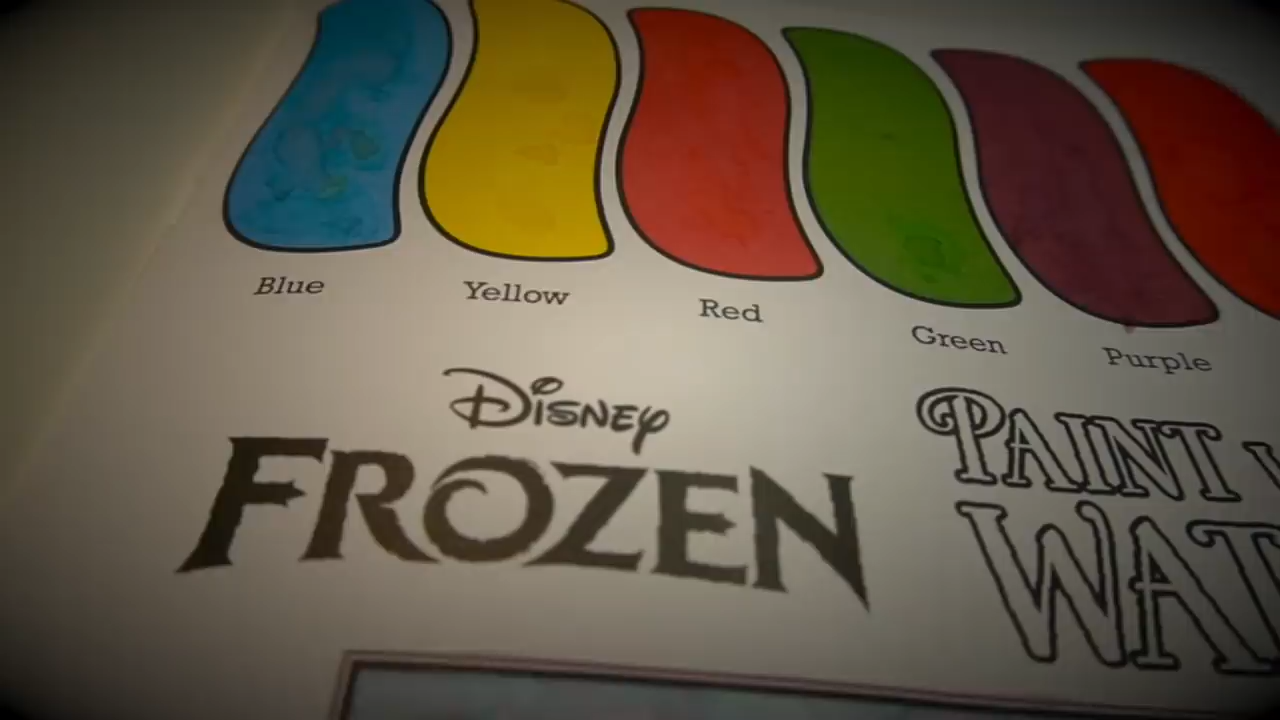 Blue
Yellow
Red
Green
Purple
Disney
FROZEN
PAINT